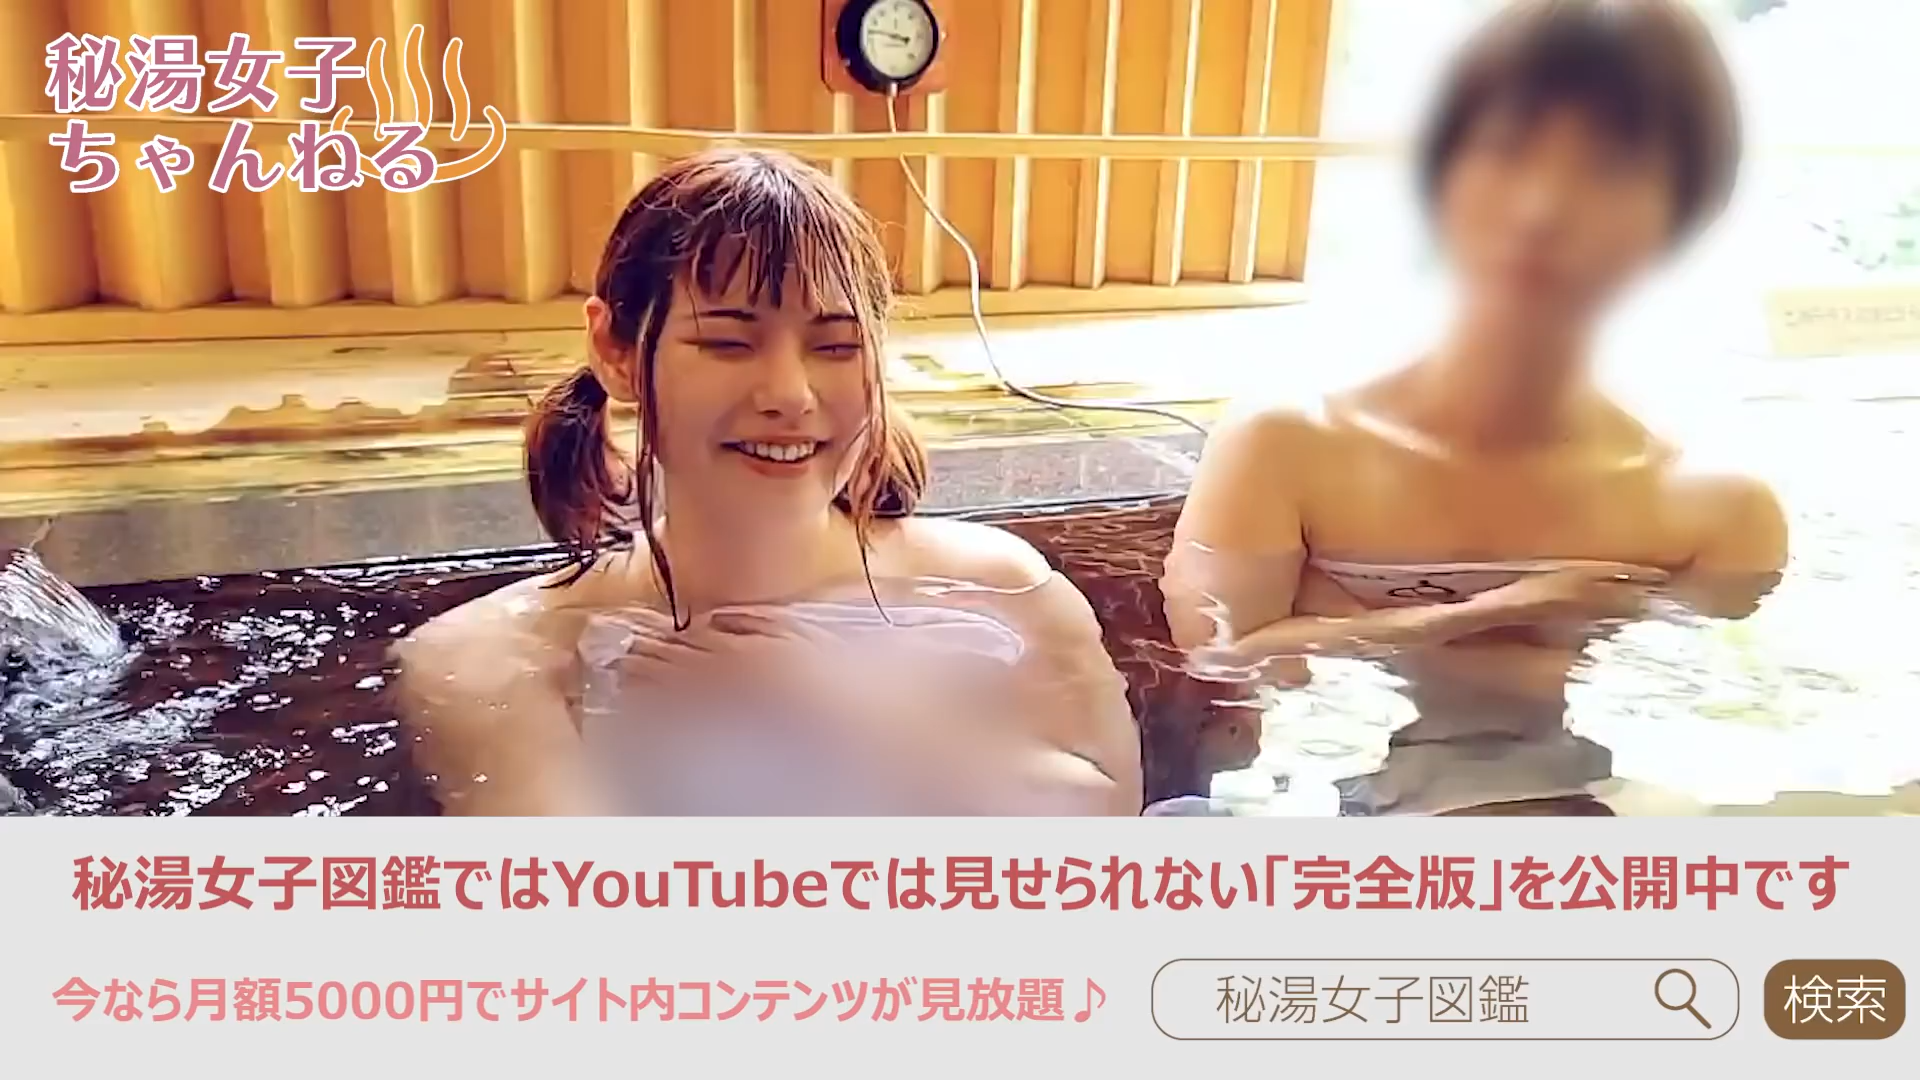 秘湯女子
ちゃんねる
秘湯女子図鑑ではYouTubeでは見せられない「完全版」を公開中です
今なら月額5000円でサイト内コンテンツが見放題♪
秘湯女子図鑑
検索